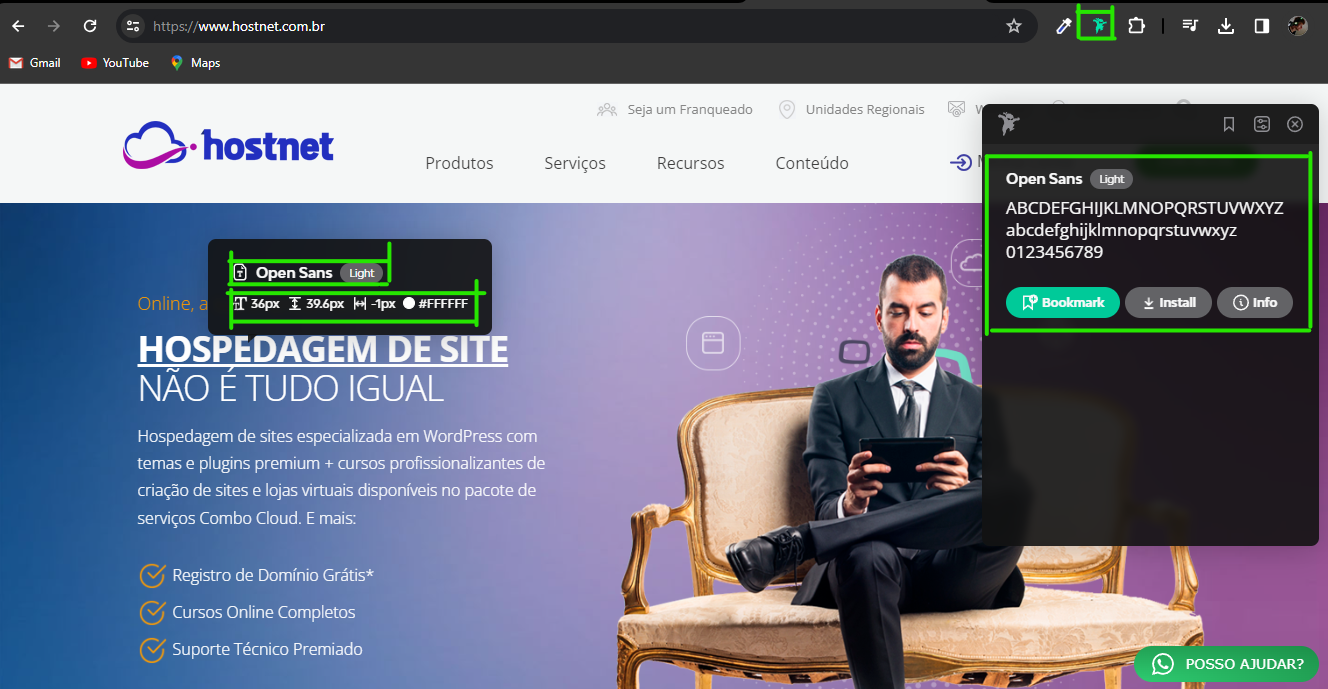 https://www.hostnet.com.br
Gmail
YouTube
Maps
Seja um Franqueado
Unidades Regionais
hostnet
Produtos
Serviços
Recursos
Conteúdo
Open Sans Light
ABCDEFGHIJKLMNOPQRSTUVWXYZ
abcdefghijklmnopqrstuvwxyz
0123456789
Bookmark
Install
Info
Open Sans Light
36px 39.6px -1px #FFFFFF
Online, a
HOSPEDAGEM DE SITE
NÃO É TUDO IGUAL
Hospedagem de sites especializada em WordPress com
temas e plugins premium + cursos profissionalizantes de
criação de sites e lojas virtuais disponíveis no pacote de
serviços Combo Cloud. E mais:
Registro de Domínio Grátis*
Cursos Online Completos
Suporte Técnico Premiado
POSSO AJUDAR?